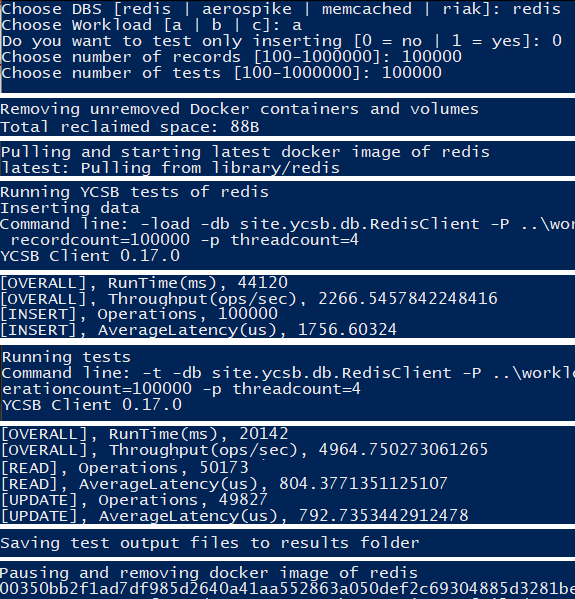 Choose DBS [redis | aerospike | memcached | riak]: redis
Choose Workload [a | b | c]: a
Do you want to test only inserting [0 = no | 1 = yes]: 0
Choose number of records [100-1000000]: 100000
Choose number of tests [100-1000000]: 100000
Removing unremoved Docker containers and volumes
Total reclaimed space: 88B
Pulling and starting latest docker image of redis
latest: Pulling from library/redis
Running YCSB tests of redis
Inserting data
Command line: -load -db site.ycsb.db.RedisClient -P ..\wor
recordcount=100000 -p threadcount=4
YCSB Client 0.17.0
[OVERALL], RunTime(ms), 44120
[OVERALL], Throughput(ops/sec), 2266.5457842248416
[INSERT], Operations, 100000
[INSERT], AverageLatency(us), 1756.60324
Running tests
Command line: -t -db site.ycsb.db.RedisClient -P ..\worklo
erationcount=100000 -p threadcount=4
YCSB Client 0.17.0
[OVERALL], RunTime(ms), 20142
[OVERALL], Throughput(ops/sec), 4964.750273061265
[READ], Operations, 50173
[READ], AverageLatency(us), 804.3771351125107
[UPDATE], Operations, 49827
[UPDATE], AverageLatency(us), 792.7353442912478
Saving test output files to results folder
Pausing and removing docker image of redis
00350bb2f1ad7df985d2640a41aa552863a050def2c69304885d3281be